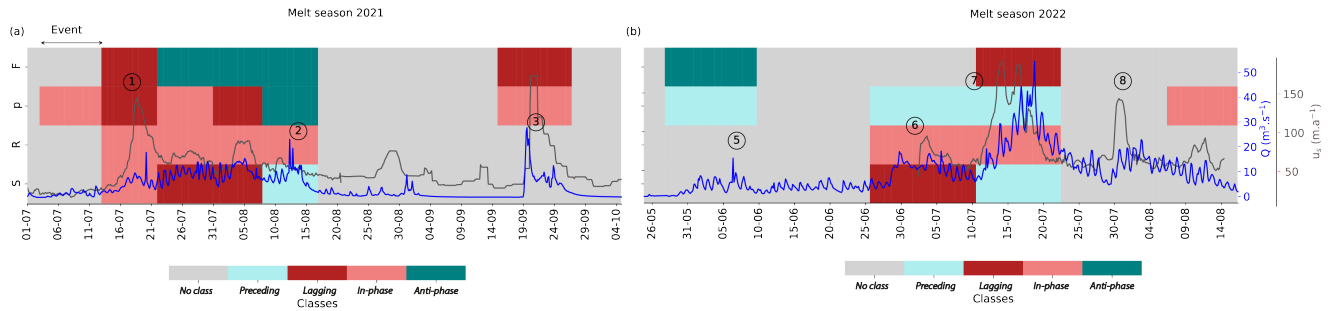 Melt season 2021
(a)
Event
F
p
R
S
1
2
3
01-07
06-07
11-07
16-07
21-07
26-07
31-07
05-08
10-08
15-08
20-08
25-08
30-08
04-09
09-09
14-09
19-09
24-09
29-09
04-10
No class
Preceding
Lagging
In-phase
Anti-phase
Classes
Melt season 2022
(b)
5
6
7
8
50
40
30
20
10
0
Q (m³.s⁻¹)
150
100
50
uₛ (m.a⁻¹)
26-05
31-05
05-06
10-06
15-06
20-06
25-06
30-06
05-07
10-07
15-07
20-07
25-07
30-07
04-08
09-08
14-08
No class
Preceding
Lagging
In-phase
Anti-phase
Classes